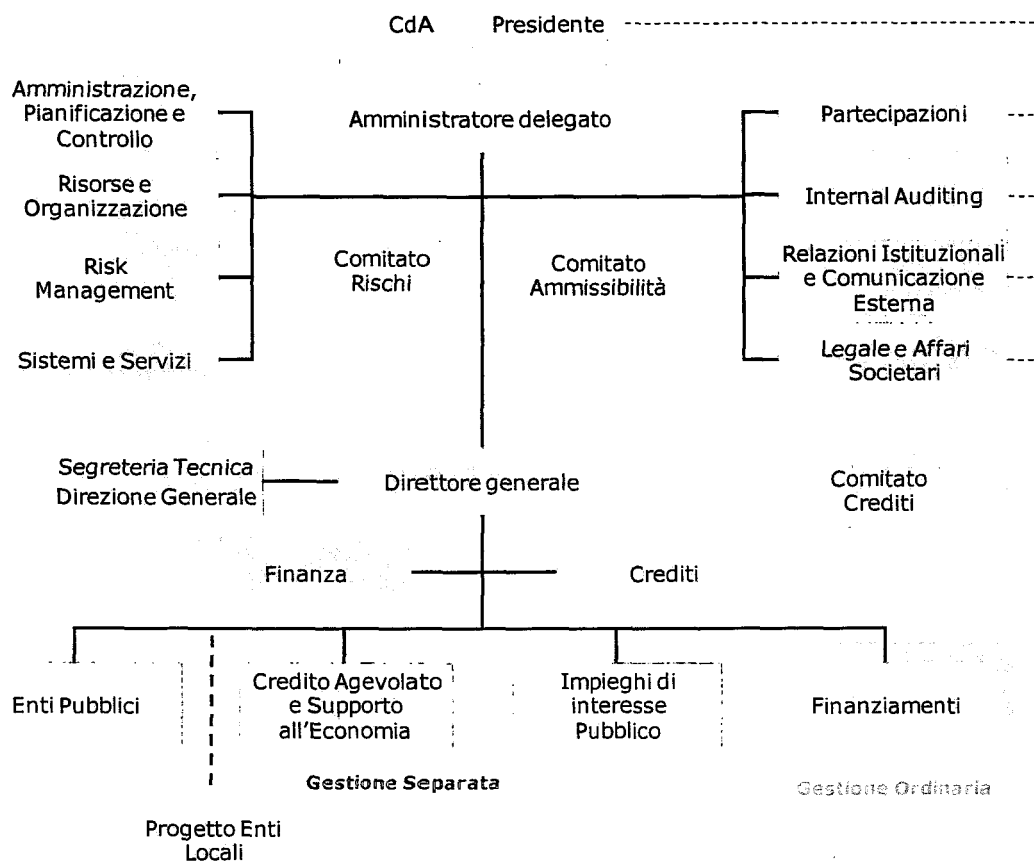 CdA Presidente
Amministrazione,
Pianificazione e
Controllo
Amministratore delegato
Partecipazioni
Risorse e
Organizzazione
Internal Auditing
Risk
Management
Comitato
Rischi
Comitato
Ammissibilità
Relazioni Istituzionali
e Comunicazione
Esterna
Sistemi e Servizi
Legale e Affari
Societari
Segreteria Tecnica
Direzione Generale
Direttore generale
Comitato
Crediti
Finanza
Crediti
Enti Pubblici
Credito Agevolato
e Supporto
all'Economia
Impieghi di
interesse
Pubblico
Finanziamenti
Gestione Separata
Gestione Ordinaria
Progetto Enti
Locali